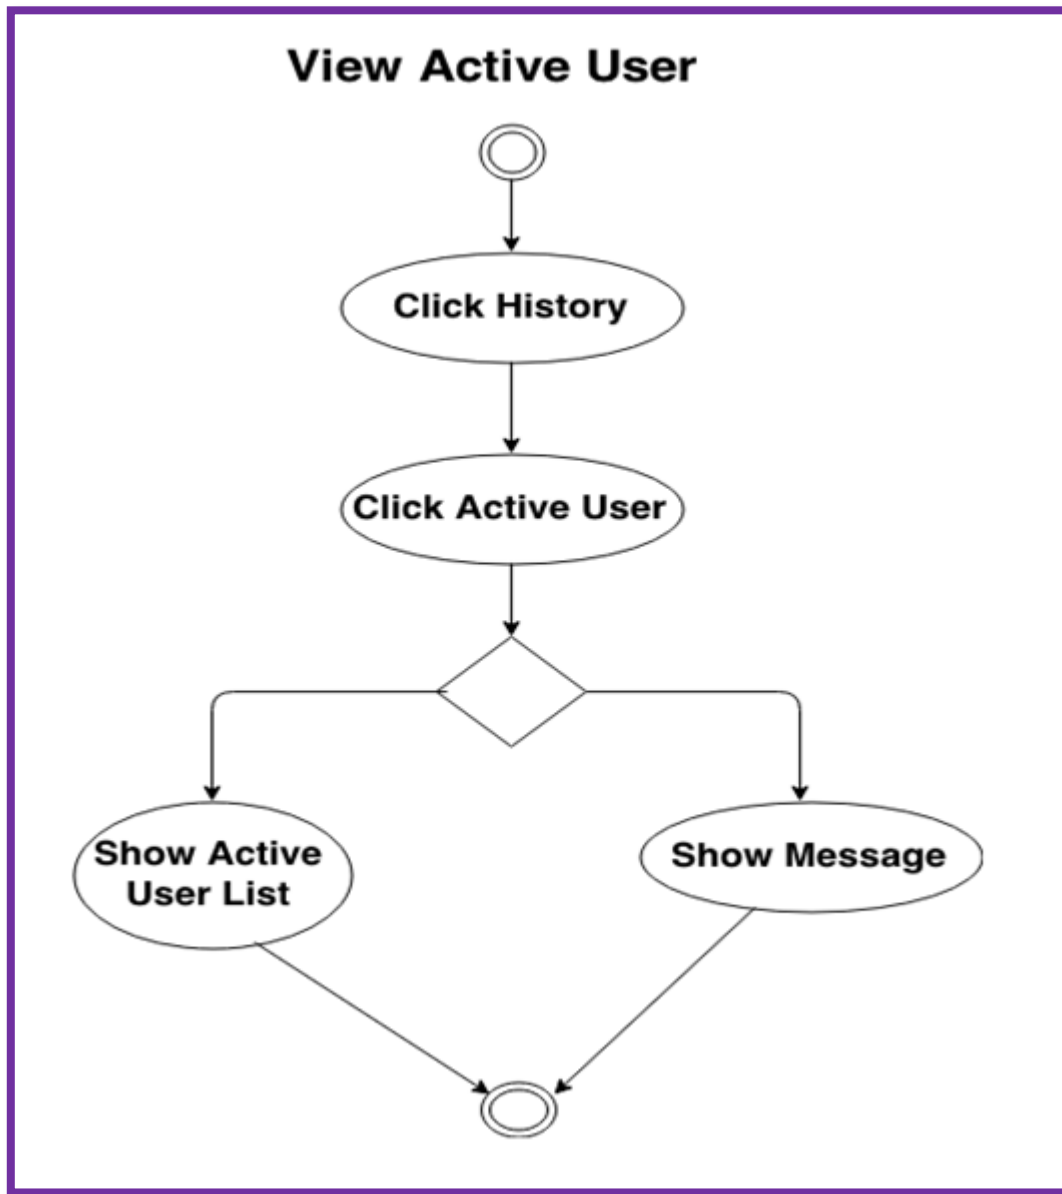 View Active User
Click History
Click Active User
Show Active
User List
Show Message